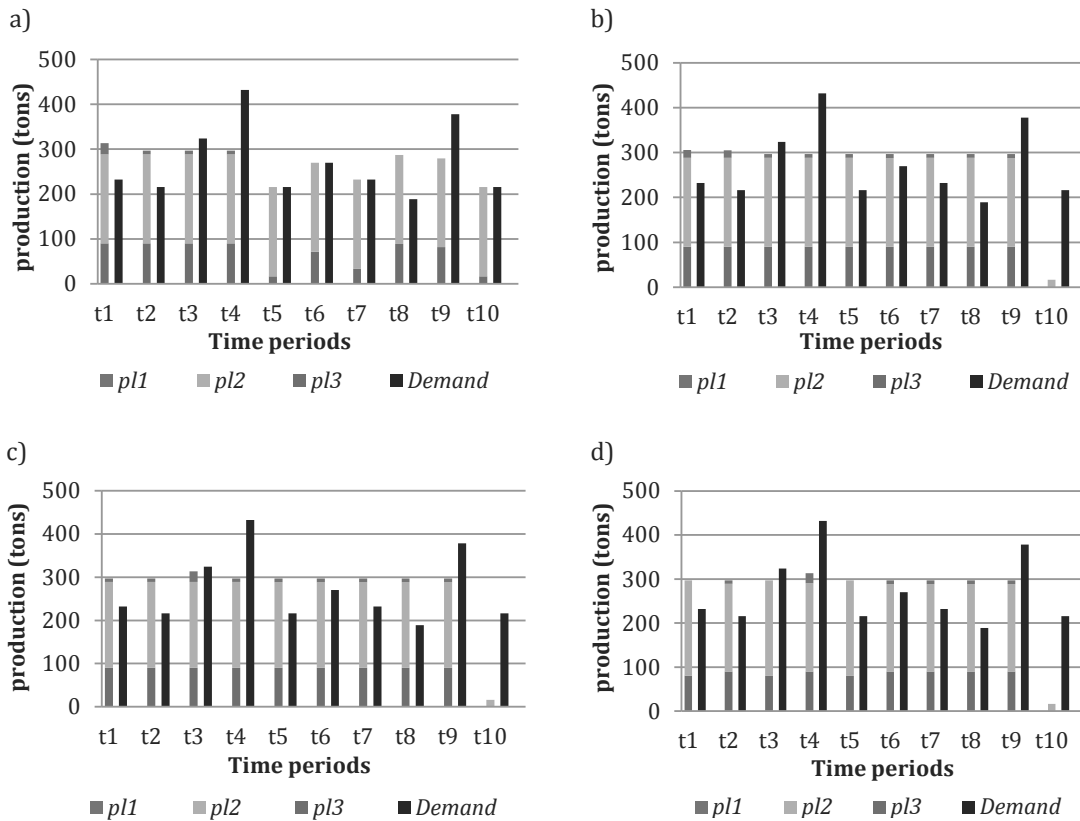 a)
500
400
300
200
100
0
production (tons)
t1 t2 t3 t4 t5 t6 t7 t8 t9 t10
Time periods
pl1 pl2 pl3 Demand
b)
500
400
300
200
100
0
production (tons)
t1 t2 t3 t4 t5 t6 t7 t8 t9 t10
Time periods
pl1 pl2 pl3 Demand
c)
500
400
300
200
100
0
production (tons)
t1 t2 t3 t4 t5 t6 t7 t8 t9 t10
Time periods
pl1 pl2 pl3 Demand
d)
500
400
300
200
100
0
production (tons)
t1 t2 t3 t4 t5 t6 t7 t8 t9 t10
Time periods
pl1 pl2 pl3 Demand